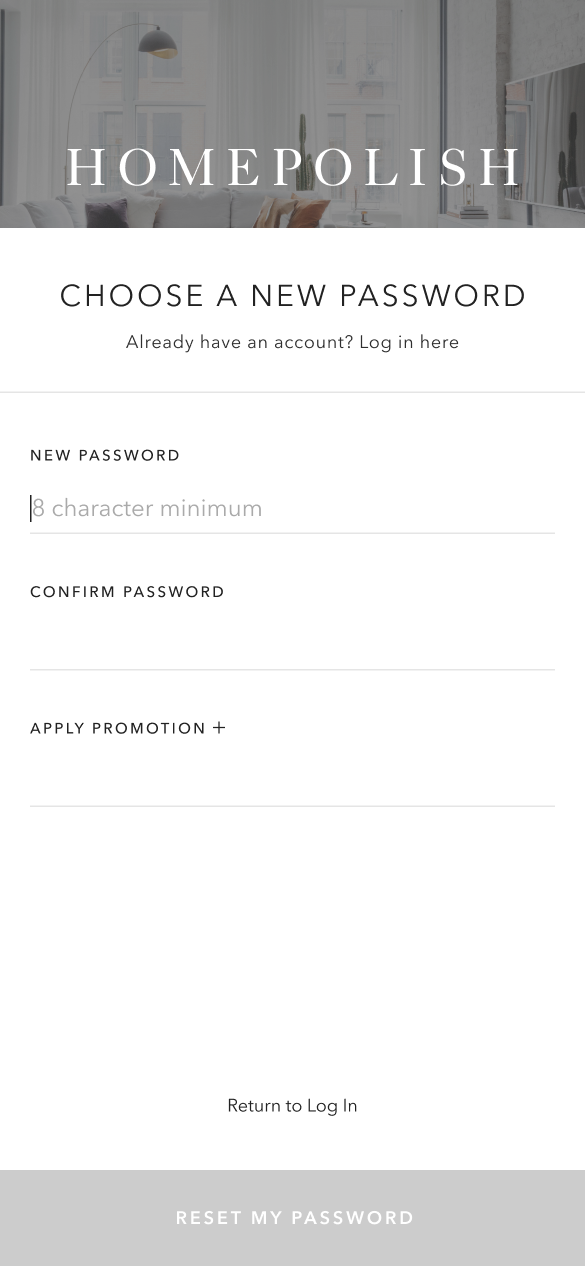 HOMEPOLISH
CHOOSE A NEW PASSWORD
Already have an account? Log in here
NEW PASSWORD
8 character minimum
CONFIRM PASSWORD
APPLY PROMOTION +
Return to Log In
RESET MY PASSWORD